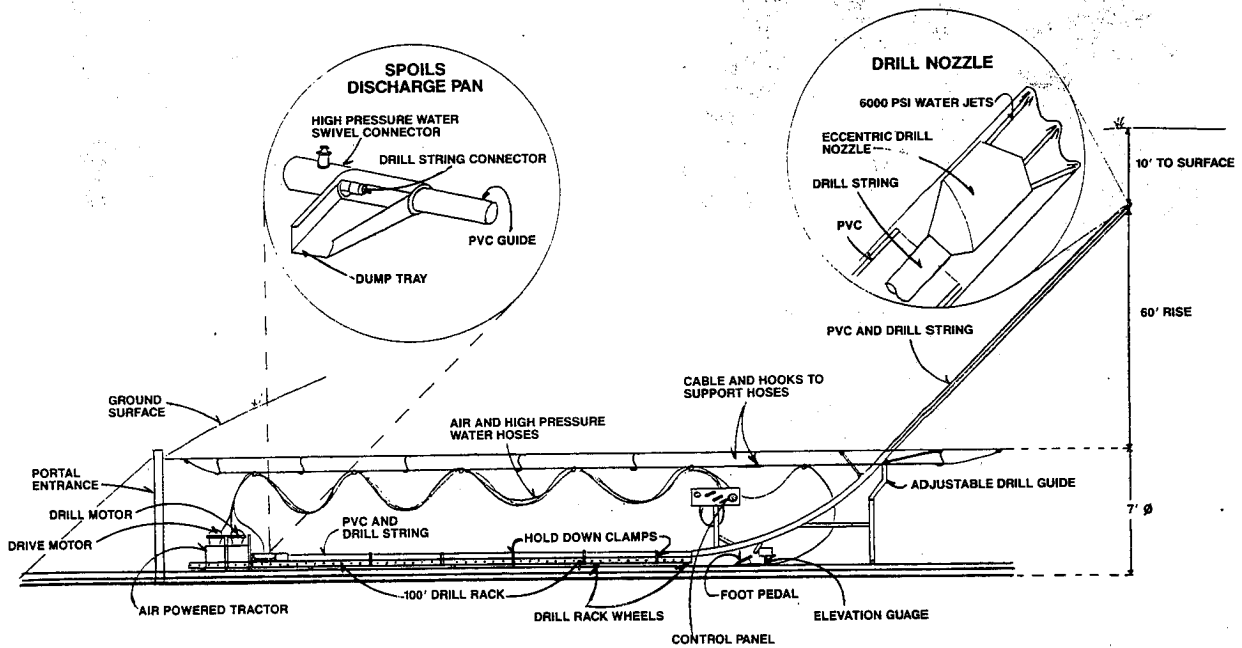 SPOILS
DISCHARGE PAN
HIGH PRESSURE WATER
SWIVEL CONNECTOR
DRILL STRING CONNECTOR
PVC GUIDE
DUMP TRAY
DRILL NOZZLE
6000 PSI WATER JETS
ECCENTRIC DRILL
NOZZLE
DRILL STRING
PVC
10' TO SURFACE
60' RISE
PVC AND DRILL STRING
GROUND
SURFACE
CABLE AND HOOKS TO
SUPPORT HOSES
AIR AND HIGH PRESSURE
WATER HOSES
PORTAL
ENTRANCE
DRILL MOTOR
DRIVE MOTOR
PVC AND
DRILL STRING
HOLD DOWN CLAMPS
ADJUSTABLE DRILL GUIDE
7' Ø
AIR POWERED TRACTOR
100' DRILL RACK
DRILL RACK WHEELS
FOOT PEDAL
ELEVATION GUAGE
CONTROL PANEL